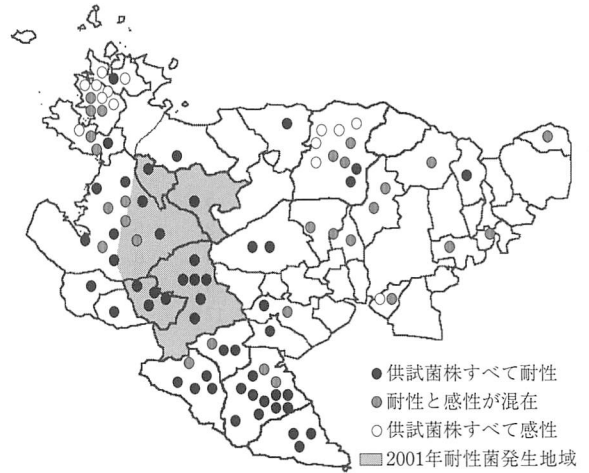 ●供試菌株すべて耐性
●耐性と感性が混在
○供試菌株すべて感性
2001年耐性菌発生地域